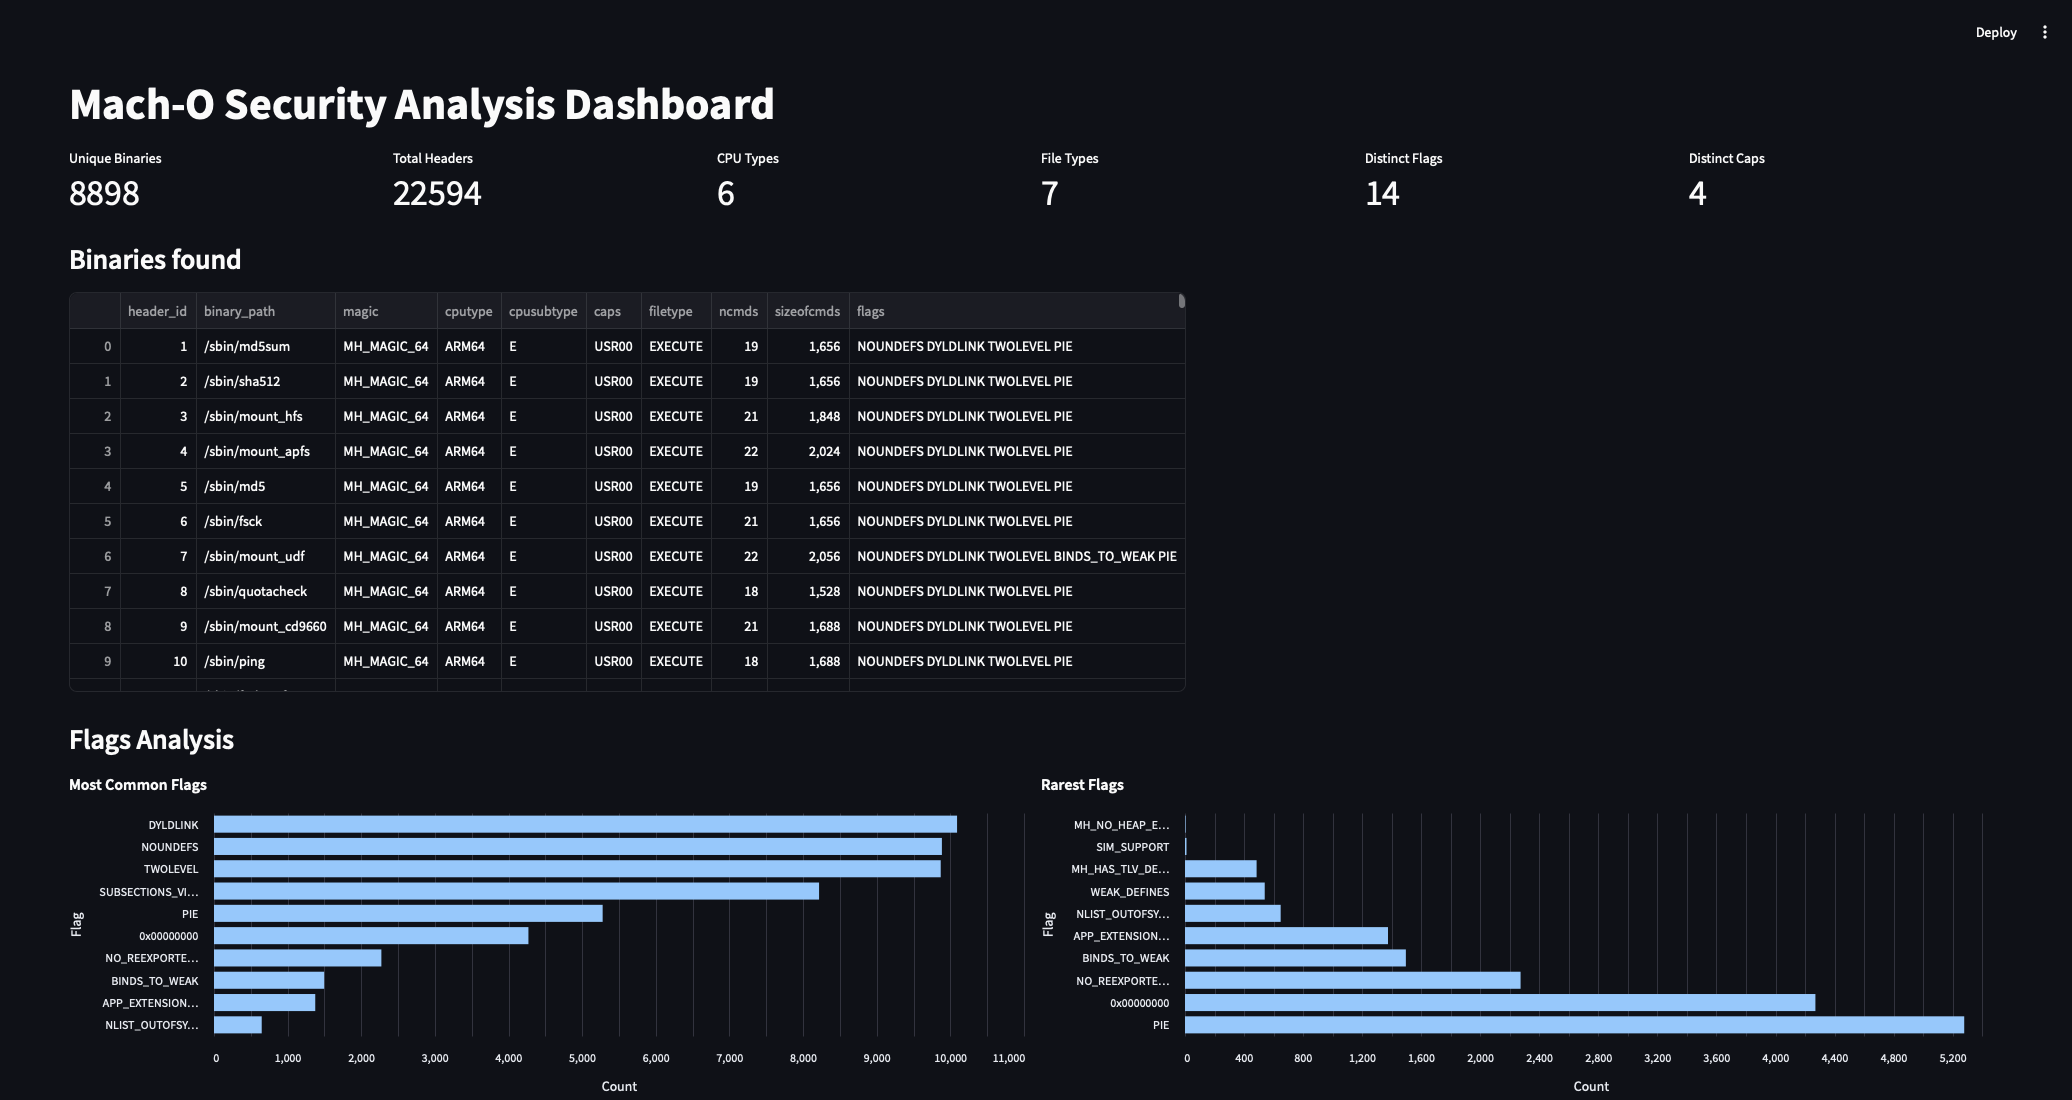 Deploy
Mach-O Security Analysis Dashboard
Unique Binaries Total Headers CPU Types File Types Distinct Flags Distinct Caps
8898 22594 6 7 14 4
Binaries found
header_id binary_path magic cputype cpusubtype caps filetype ncmds sizeofcmds flags
0 1 /sbin/md5sum MH_MAGIC_64 ARM64 E USR00 EXECUTE 19 1,656 NOUNDEFS DYLDLINK TWOLEVEL PIE
1 2 /sbin/sha512 MH_MAGIC_64 ARM64 E USR00 EXECUTE 19 1,656 NOUNDEFS DYLDLINK TWOLEVEL PIE
2 3 /sbin/mount_hfs MH_MAGIC_64 ARM64 E USR00 EXECUTE 21 1,848 NOUNDEFS DYLDLINK TWOLEVEL PIE
3 4 /sbin/mount_apfs MH_MAGIC_64 ARM64 E USR00 EXECUTE 22 2,024 NOUNDEFS DYLDLINK TWOLEVEL PIE
4 5 /sbin/md5 MH_MAGIC_64 ARM64 E USR00 EXECUTE 19 1,656 NOUNDEFS DYLDLINK TWOLEVEL PIE
5 6 /sbin/fsck MH_MAGIC_64 ARM64 E USR00 EXECUTE 21 1,656 NOUNDEFS DYLDLINK TWOLEVEL PIE
6 7 /sbin/mount_udf MH_MAGIC_64 ARM64 E USR00 EXECUTE 22 2,056 NOUNDEFS DYLDLINK TWOLEVEL BINDS_TO_WEAK PIE
7 8 /sbin/quotacheck MH_MAGIC_64 ARM64 E USR00 EXECUTE 18 1,528 NOUNDEFS DYLDLINK TWOLEVEL PIE
8 9 /sbin/mount_cd9660 MH_MAGIC_64 ARM64 E USR00 EXECUTE 21 1,688 NOUNDEFS DYLDLINK TWOLEVEL PIE
9 10 /sbin/ping MH_MAGIC_64 ARM64 E USR00 EXECUTE 18 1,688 NOUNDEFS DYLDLINK TWOLEVEL PIE
Flags Analysis
Most Common Flags
Flag
DYLDLINK
NOUNDEFS
TWOLEVEL
SUBSECTIONS_VI…
PIE
0x00000000
NO_REEXPORTE…
BINDS_TO_WEAK
APP_EXTENSION…
NLIST_OUTOFSY…
0 1,000 2,000 3,000 4,000 5,000 6,000 7,000 8,000 9,000 10,000 11,000
Count
Rarest Flags
Flag
MH_NO_HEAP_E…
SIM_SUPPORT
MH_HAS_TLV_DE…
WEAK_DEFINES
NLIST_OUTOFSY…
APP_EXTENSION…
BINDS_TO_WEAK
NO_REEXPORTE…
0x00000000
PIE
0 400 800 1,200 1,600 2,000 2,400 2,800 3,200 3,600 4,000 4,400 4,800 5,200
Count